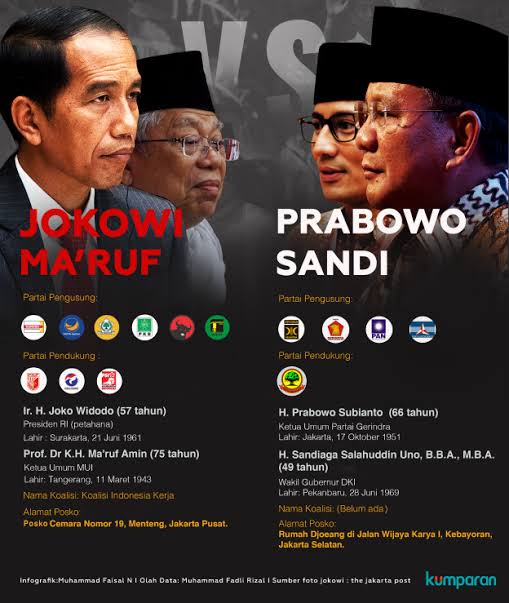 VS
JOKOWI
MA'RUF
Partai Pengusung:
PKB
Partai Pendukung :
Ir. H. Joko Widodo (57 tahun)
Presiden RI (petahana)
Lahir : Surakarta, 21 Juni 1961
Prof. Dr K.H. Ma'ruf Amin (75 tahun)
Ketua Umum MUI
Lahir: Tangerang, 11 Maret 1943
Nama Koalisi: Koalisi Indonesia Kerja
Alamat Posko:
Posko Cemara Nomor 19, Menteng, Jakarta Pusat.
PRABOWO
SANDI
Partai Pengusung:
PAN
Partai Pendukung:
H. Prabowo Subianto (66 tahun)
Ketua Umum Partai Gerindra
Lahir: Jakarta, 17 Oktober 1951
H. Sandiaga Salahuddin Uno, B.B.A., M.B.A.
(49 tahun)
Wakil Gubernur DKI
Lahir: Pekanbaru, 28 Juni 1969
Nama Koalisi: (Belum ada )
Alamat Posko:
Rumah Djoeang di Jalan Wijaya Karya I, Kebayoran,
Jakarta Selatan.
Infografik:Muhammad Faisal N I Olah Data: Muhammad Fadli Rizal I Sumber foto jokowi : the jakarta post
kumparan